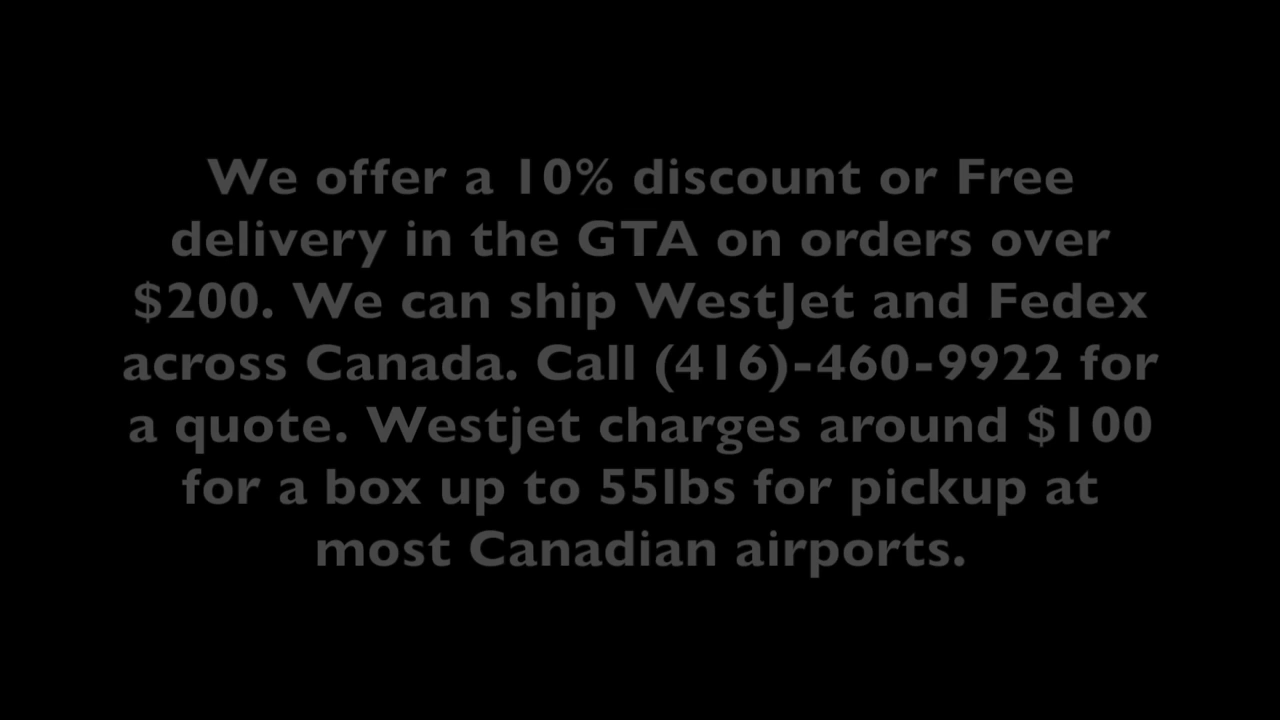 We offer a 10% discount or Free
delivery in the GTA on orders over
$200. We can ship WestJet and Fedex
across Canada. Call (416)-460-9922 for
a quote. Westjet charges around $100
for a box up to 55lbs for pickup at
most Canadian airports.